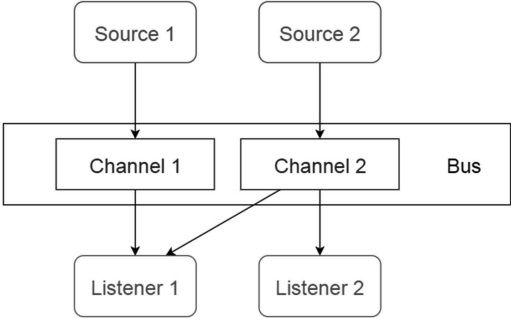 Source 1
Source 2
Channel 1
Channel 2
Bus
Listener 1
Listener 2